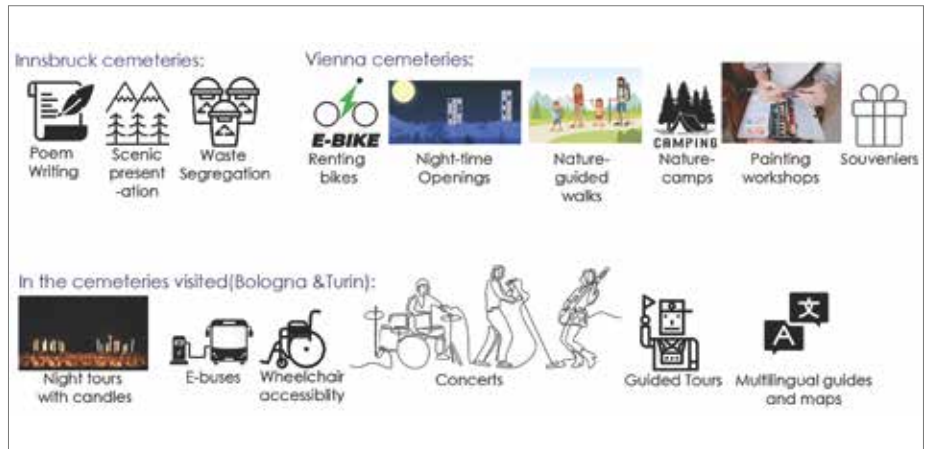 Innsbruck cemeteries:
Vienna cemeteries:
E-BIKE
CAMPING
Poem
Writing
Scenic
present
-ation
Waste
Segregation
Renting
bikes
Night-time
Openings
Nature-
guided
walks
Nature-
camps
Painting
workshops
Souveniers
In the cemeteries visited(Bologna &Turin):
文
A
Night tours
with candles
E-buses
Wheelchair
accessiblity
Concerts
Guided Tours
Multilingual guides
and maps